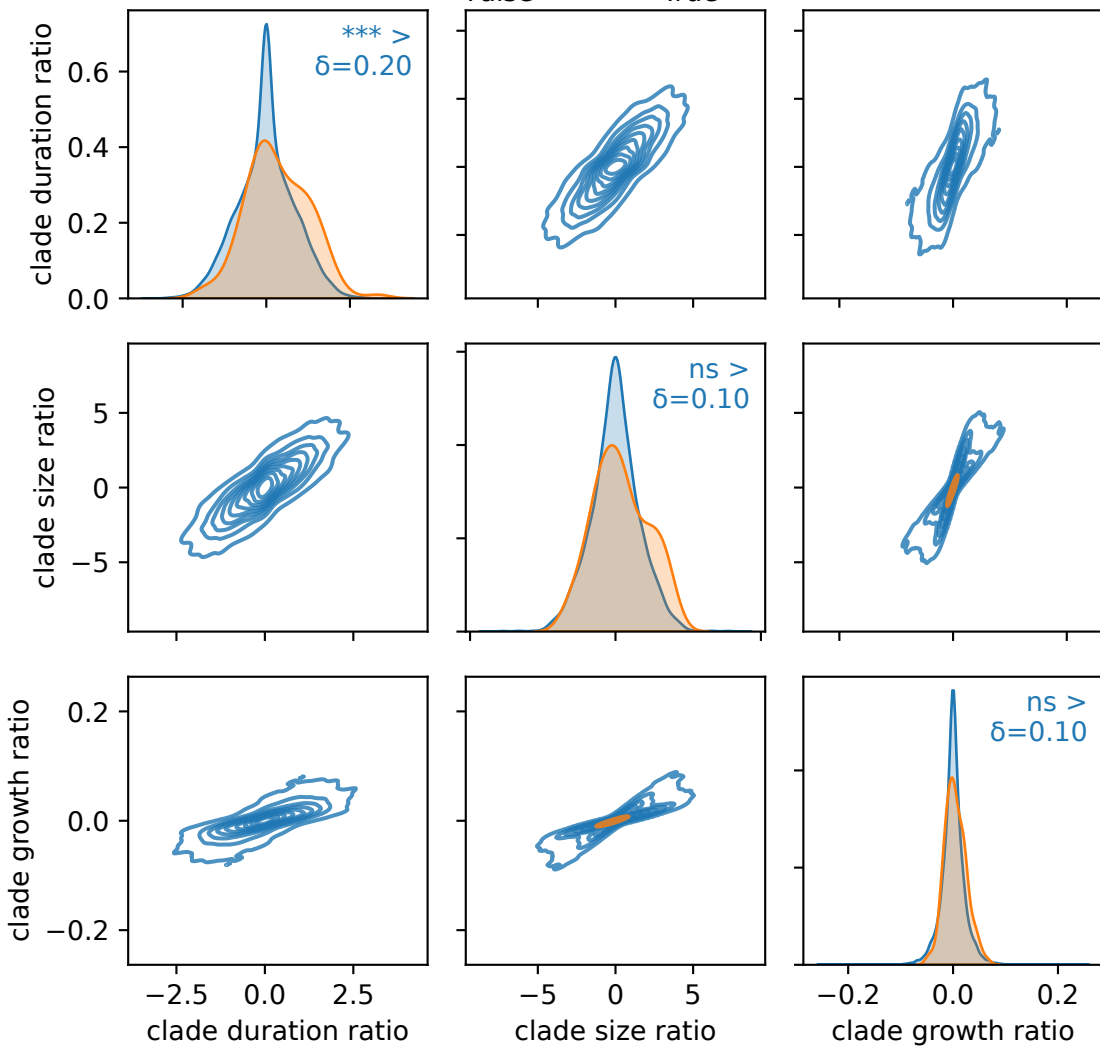 *** >
δ=0.20
clade duration ratio
0.6
0.4
0.2
0.0
ns >
δ=0.10
clade size ratio
5
0
−5
ns >
δ=0.10
clade growth ratio
0.2
0.0
−0.2
−2.5 0.0 2.5 −5 0 5 −0.2 0.0 0.2
clade duration ratio clade size ratio clade growth ratio